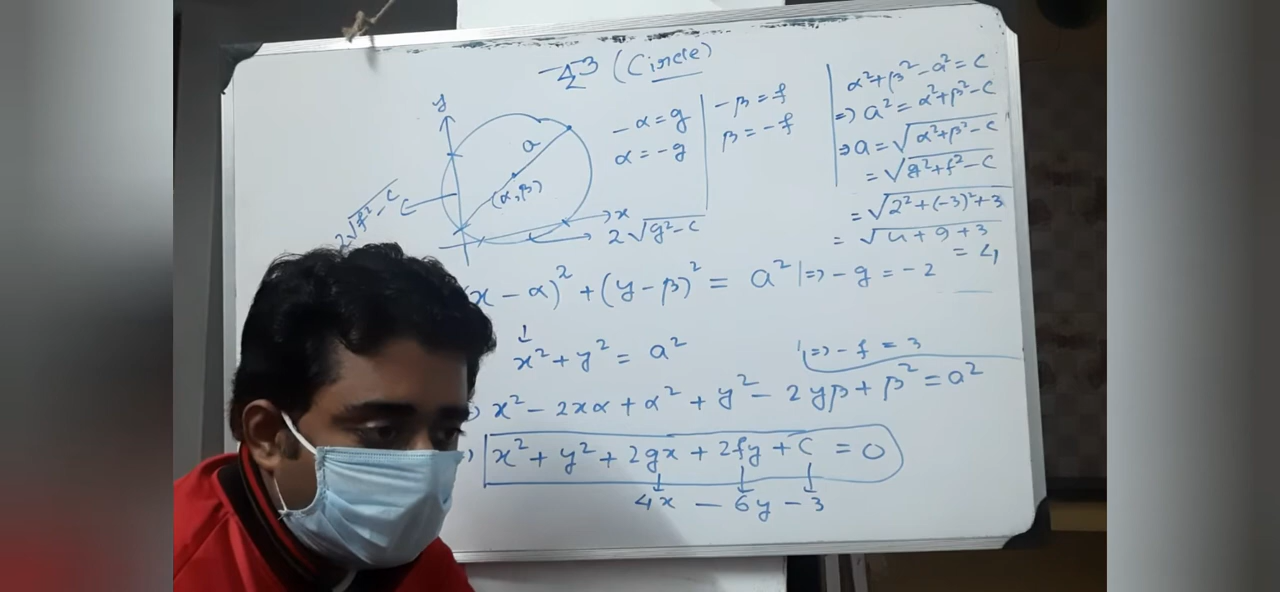 (Circle)
y
a
(α, β)
x
2√g²-c
2√f²-c
-α = g
α = -g
-β = f
β = -f
α²+β²-a² = c
=> a² = α²+β²-c
=> a = √α²+β²-c
= √g²+f²-c
= √2²+(-3)²+3
= √4+9+3
= 4
x-α)²+(y-β)² = a²
=> -g = -2
↓
x²+y² = a²
=> -f = 3
) x²-2xα+α²+y²-2yβ+β² = a²
) x²+y²+2gx+2fy+c = 0
↓ ↓ ↓
4x - 6y - 3